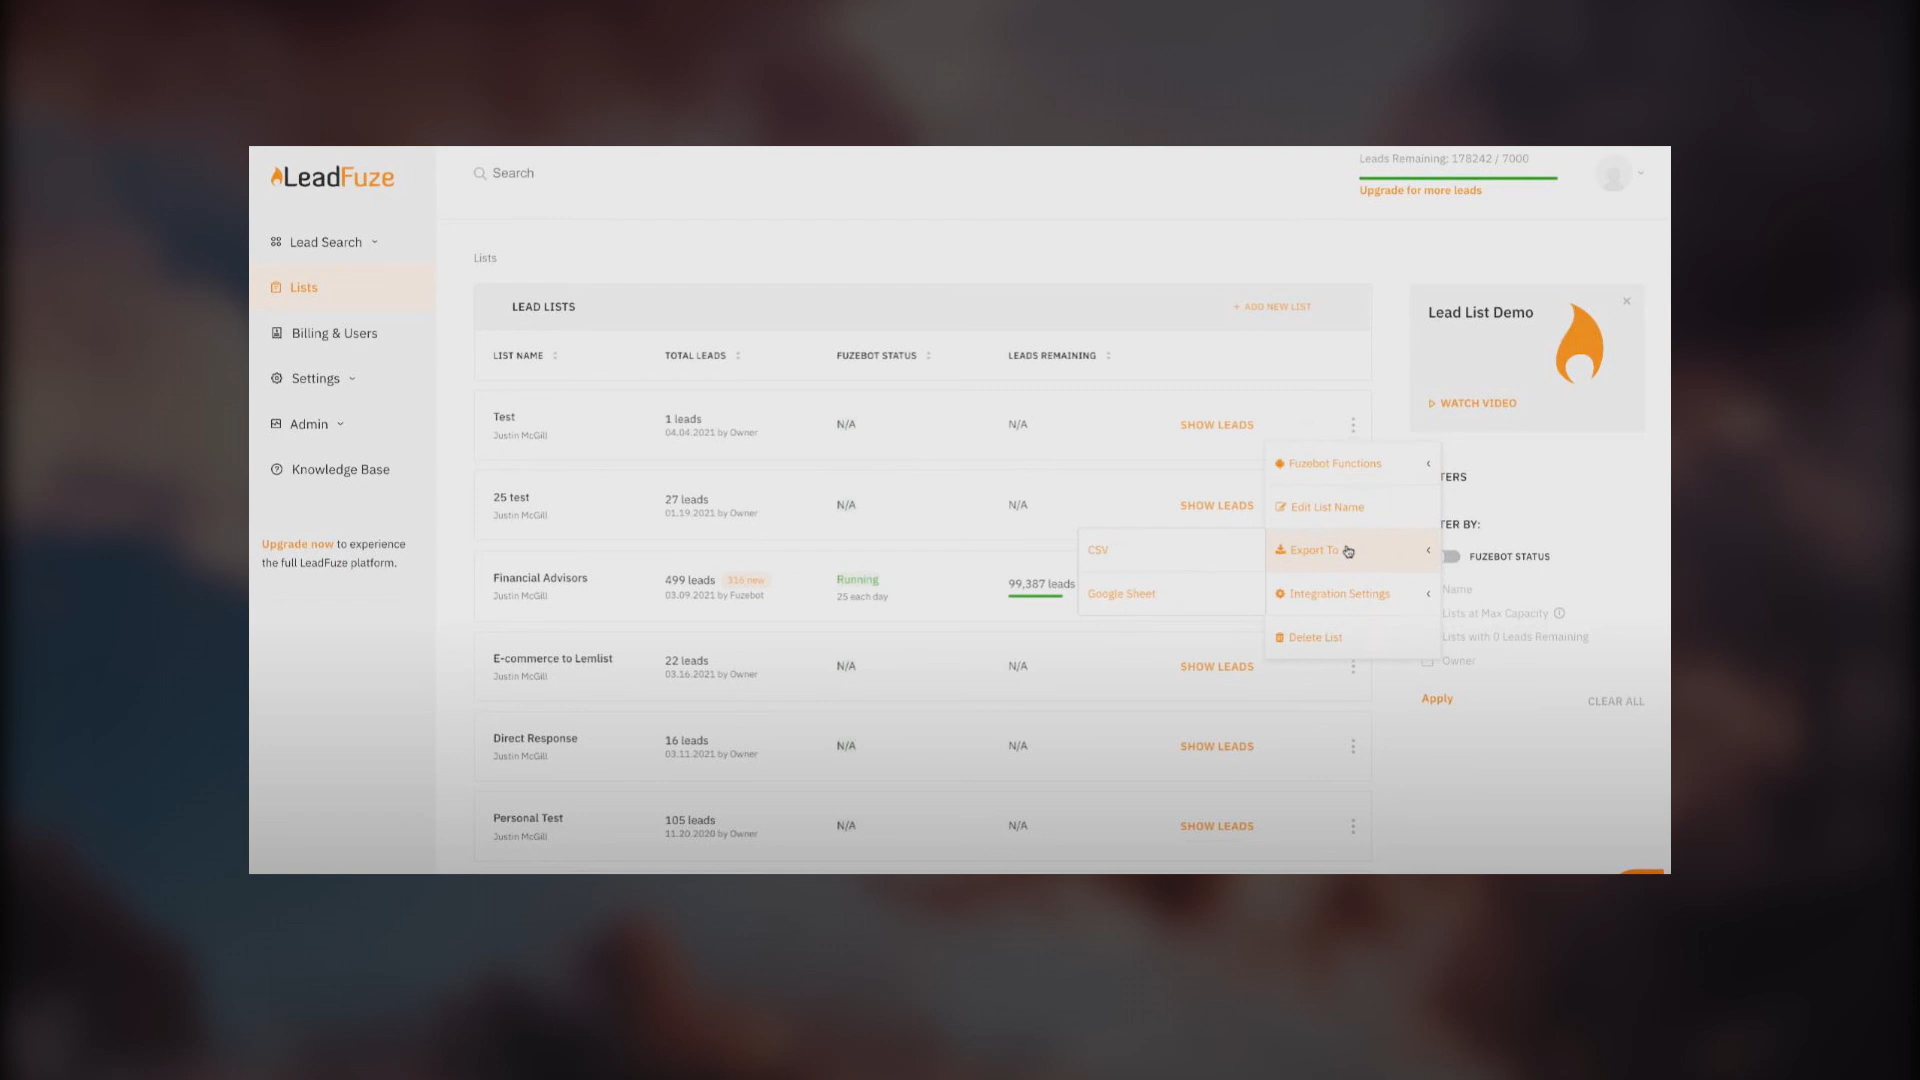 LeadFuze
Search
Leads Remaining: 178242 / 7000
Upgrade for more leads
Lead Search
Lists
Billing & Users
Settings
Admin
Knowledge Base
Upgrade now to experience
the full LeadFuze platform.
Lists
LEAD LISTS
+ ADD NEW LIST
LIST NAME TOTAL LEADS FUZEBOT STATUS LEADS REMAINING
Test 1 leads N/A N/A SHOW LEADS
Justin McGill 04.04.2021 by Owner
25 test 27 leads N/A N/A SHOW LEADS
Justin McGill 01.19.2021 by Owner
Financial Advisors 499 leads 316 new Running 99,387 leads
Justin McGill 03.09.2021 by Fuzebot 25 each day
E-commerce to Lemlist 22 leads N/A N/A SHOW LEADS
Justin McGill 03.16.2021 by Owner
Direct Response 16 leads N/A N/A SHOW LEADS
Justin McGill 03.11.2021 by Owner
Personal Test 105 leads N/A N/A SHOW LEADS
Justin McGill 11.20.2020 by Owner
Fuzebot Functions
Edit List Name
Export To
Integration Settings
Delete List
CSV
Google Sheet
Lead List Demo
WATCH VIDEO
TERS
TER BY:
FUZEBOT STATUS
Name
Lists at Max Capacity
Lists with 0 Leads Remaining
Owner
Apply
CLEAR ALL